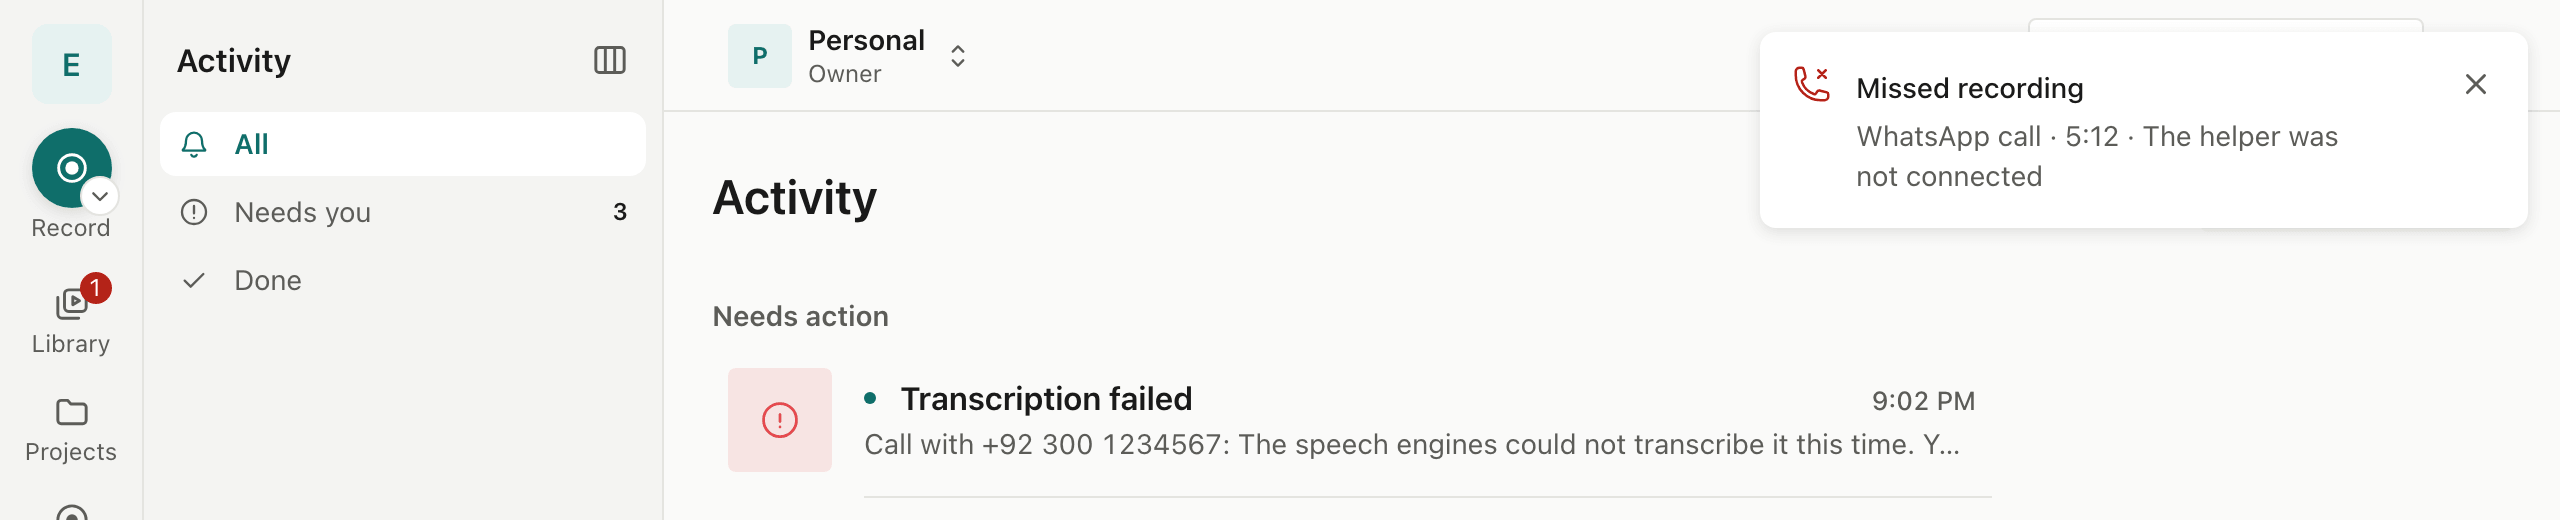 E
Record
1
Library
Projects
Activity
All
Needs you 3
Done
P
Personal
Owner
Missed recording
WhatsApp call · 5:12 · The helper was
not connected
Activity
Needs action
Transcription failed 9:02 PM
Call with +92 300 1234567: The speech engines could not transcribe it this time. Y...